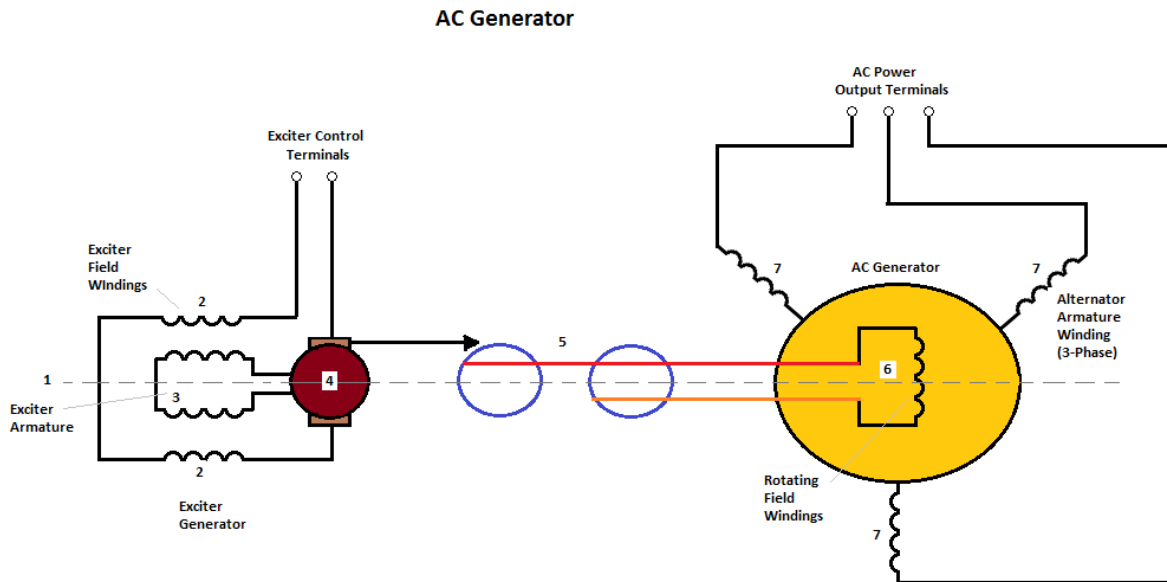 AC Generator
AC Power
Output Terminals
Exciter Control
Terminals
Exciter
Field
WIndings
2
7
AC Generator
7
Alternator
Armature
Winding
(3-Phase)
5
1
3
4
6
Exciter
Armature
2
Exciter
Generator
Rotating
Field
Windings
7